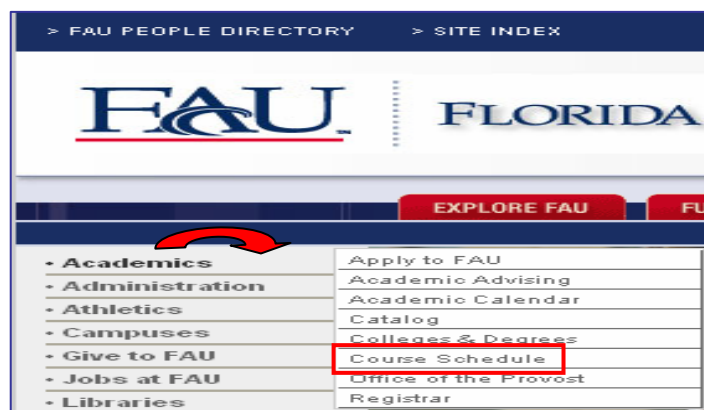 > FAU PEOPLE DIRECTORY > SITE INDEX
FAU FLORIDA
EXPLORE FAU FU
• Academics
• Administration
• Athletics
• Campuses
• Give to FAU
• Jobs at FAU
• Libraries
Apply to FAU
Academic Advising
Academic Calendar
Catalog
Colleges & Degrees
Course Schedule
Office of the Provost
Registrar